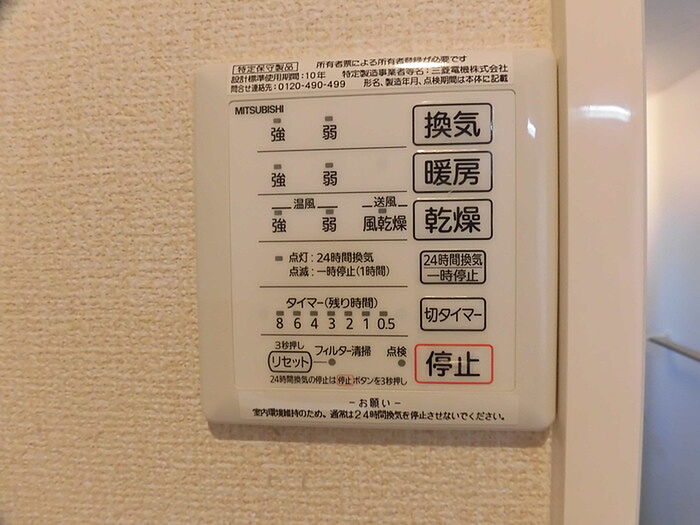 特定保守製品
所有者票による所有者登録が必要です
設計標準使用期間:10年 特定製造事業者等名:三菱電機株式会社
問合せ連絡先:0120-490-499 形名、製造年月、点検期間は本体に記載
MITSUBISHI
強 弱 換気
強 弱 暖房
温風 送風
強 弱 風乾燥 乾燥
点灯:24時間換気
点滅:一時停止(1時間)
24時間換気
一時停止
タイマー(残り時間)
8 6 4 3 2 1 0.5
切タイマー
3秒押し
リセット フィルター清掃 点検
停止
24時間換気の停止は停止ボタンを3秒押し
-お願い-
室内環境維持のため、通常は24時間換気を停止させないでください。